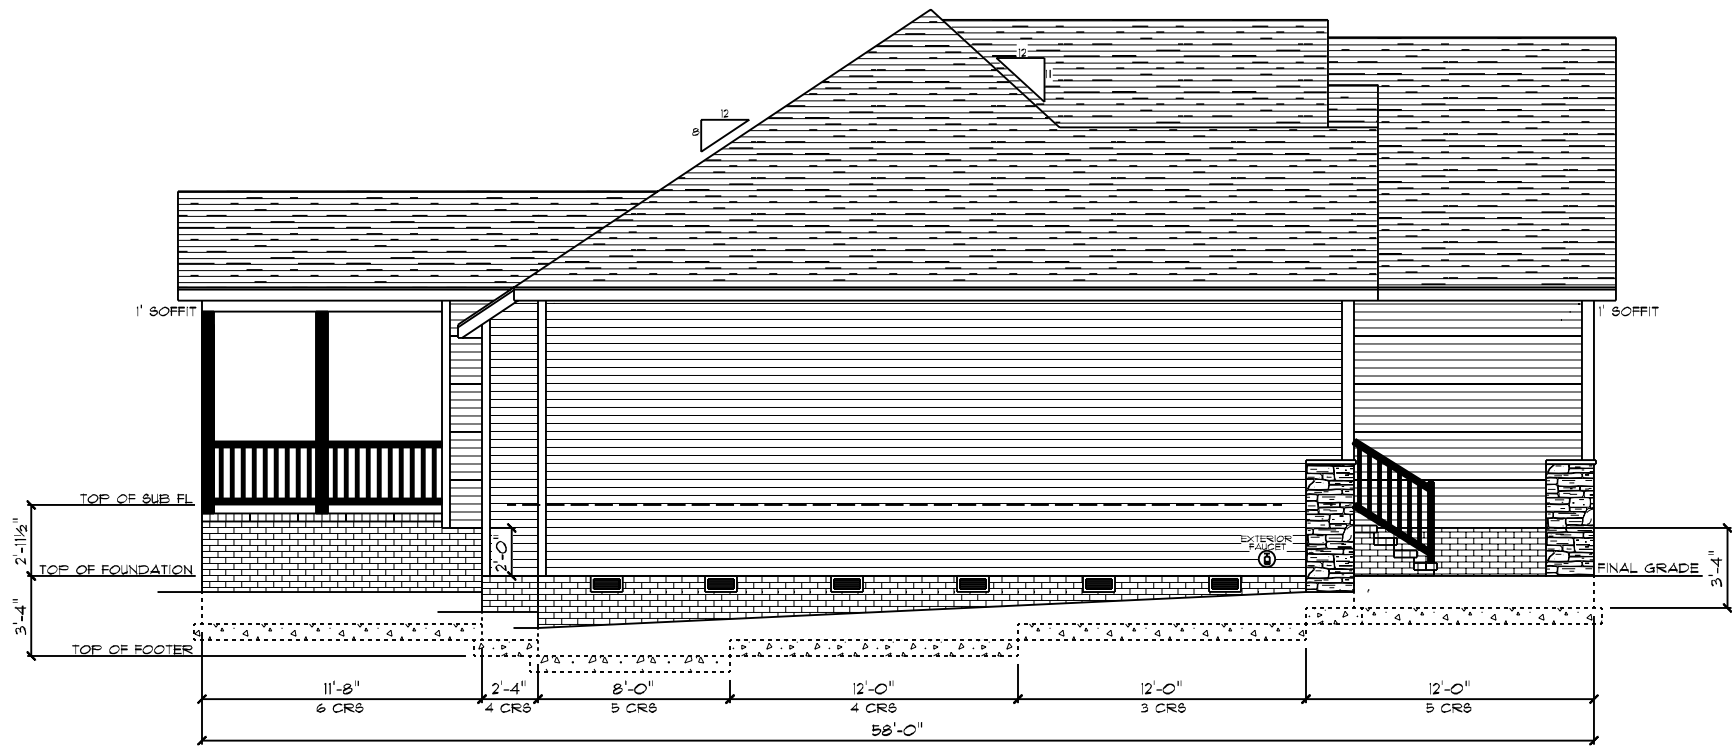 12
11
12
8
1' SOFFIT
1' SOFFIT
TOP OF SUB FL
2'-11½"
2'-0"
EXTERIOR
FAUCET
TOP OF FOUNDATION
FINAL GRADE
3'-4"
3'-4"
TOP OF FOOTER
11'-8" 2'-4" 8'-0" 12'-0" 12'-0" 12'-0"
6 CRS 4 CRS 5 CRS 4 CRS 3 CRS 5 CRS
58'-0"